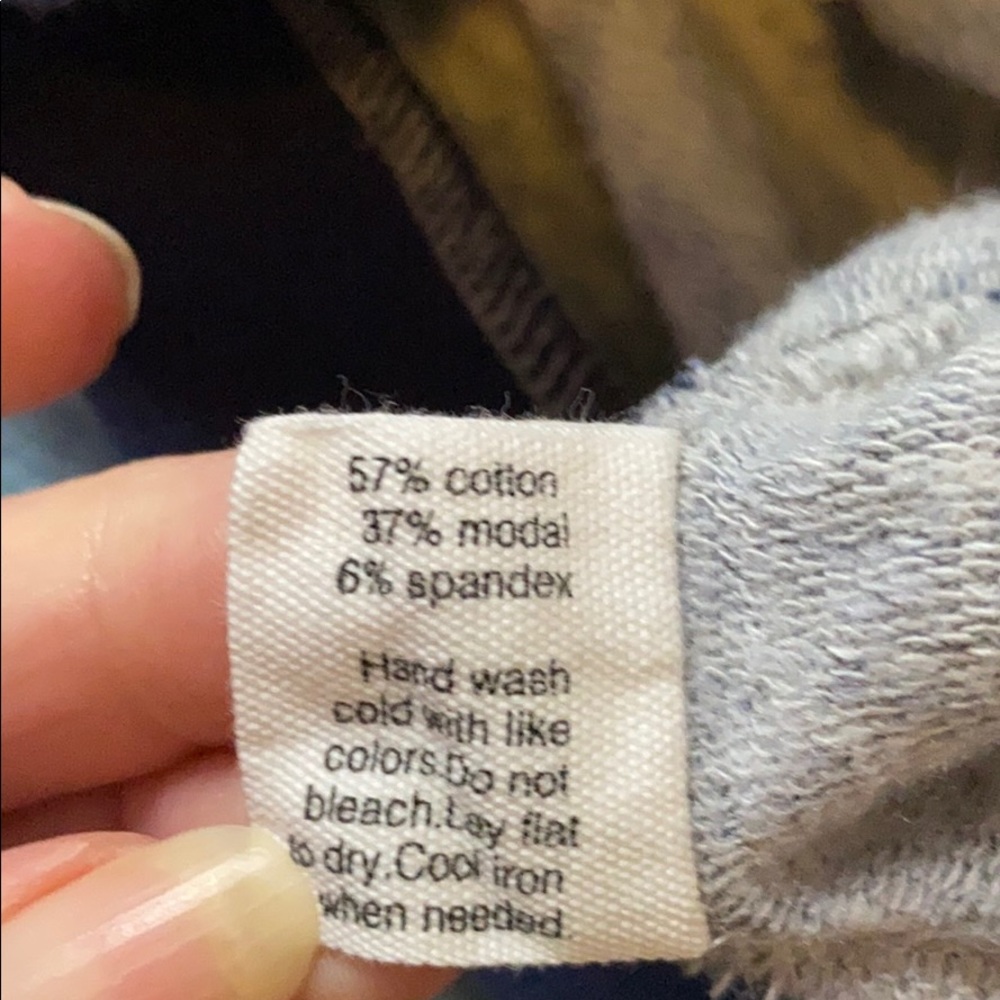 57% cotton
37% modal
6% spandex
Hand wash
cold with like
colors.Do not
bleach.Lay flat
to dry.Cool iron
when needed.